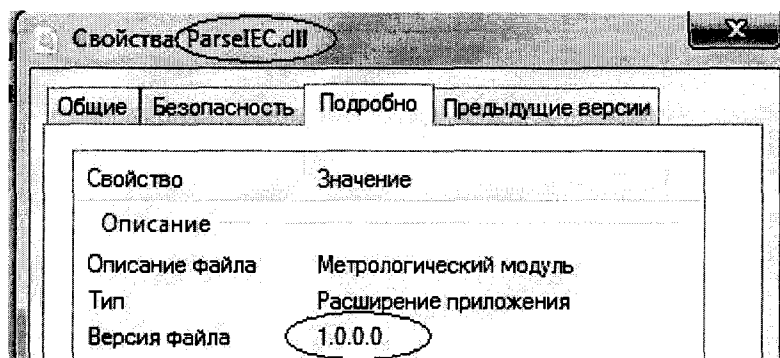 Свойства: ParseIEC.dll
Общие Безопасность Подробно Предыдущие версии
Свойство Значение
Описание
Описание файла Метрологический модуль
Тип Расширение приложения
Версия файла 1.0.0.0